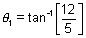 θ₁ = tan⁻¹[12/5]